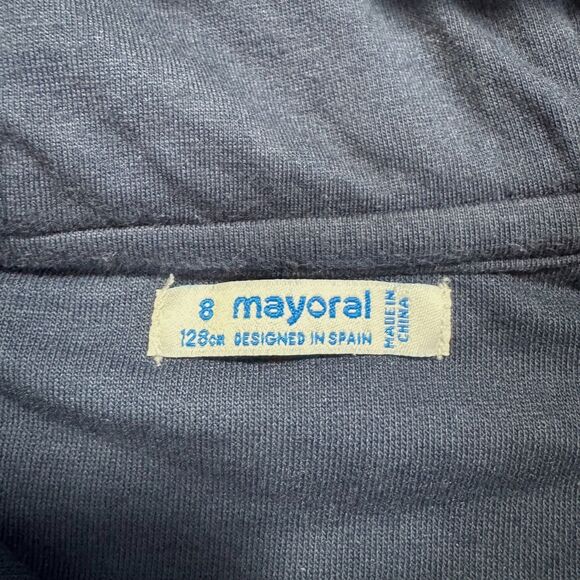 8 mayoral
128cm DESIGNED IN SPAIN
MADE IN
CHINA